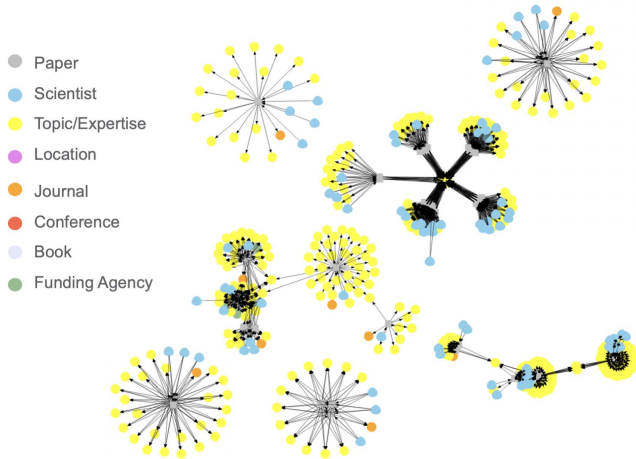 Paper
Scientist
Topic/Expertise
Location
Journal
Conference
Book
Funding Agency